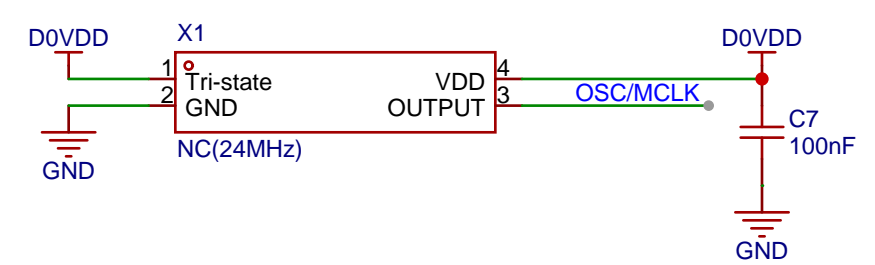 X1
D0VDD
D0VDD
1
Tri-state
VDD
4
2
GND
OUTPUT
3
OSC/MCLK
C7
100nF
NC(24MHz)
GND
GND